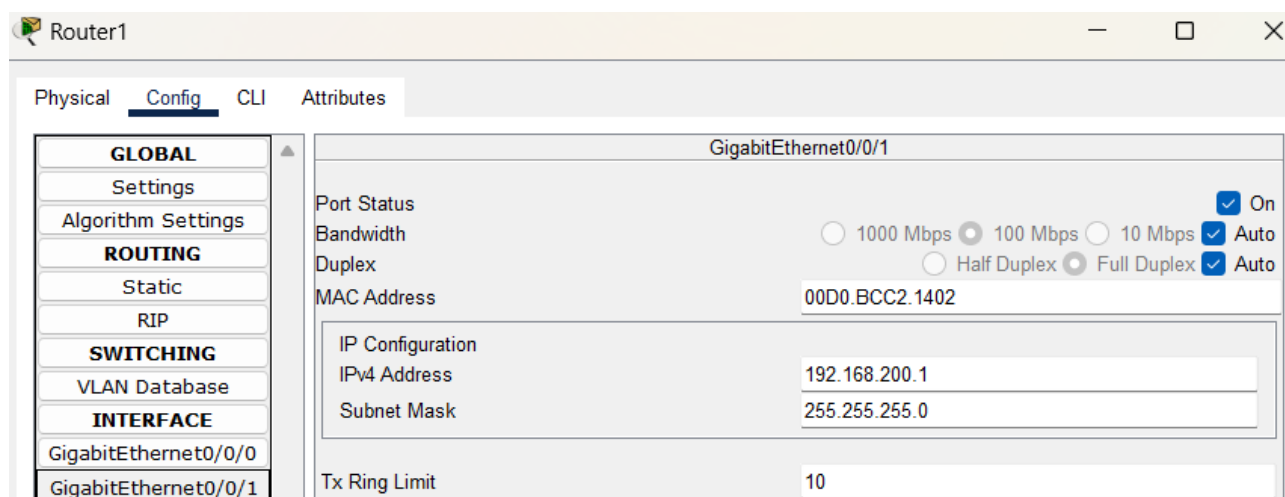 Router1
Physical Config CLI Attributes
GLOBAL
Settings
Algorithm Settings
ROUTING
Static
RIP
SWITCHING
VLAN Database
INTERFACE
GigabitEthernet0/0/0
GigabitEthernet0/0/1
GigabitEthernet0/0/1
Port Status On
Bandwidth 1000 Mbps 100 Mbps 10 Mbps Auto
Duplex Half Duplex Full Duplex Auto
MAC Address 00D0.BCC2.1402
IP Configuration
IPv4 Address 192.168.200.1
Subnet Mask 255.255.255.0
Tx Ring Limit 10